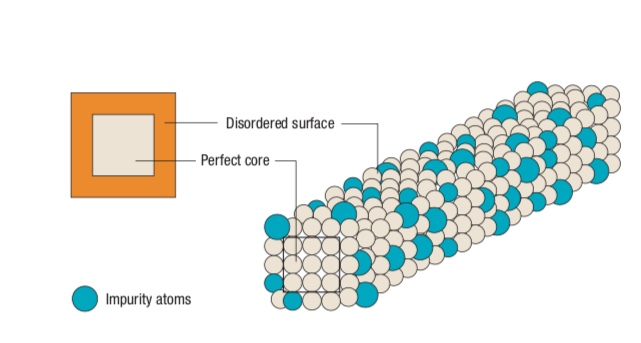 Disordered surface
Perfect core
Impurity atoms